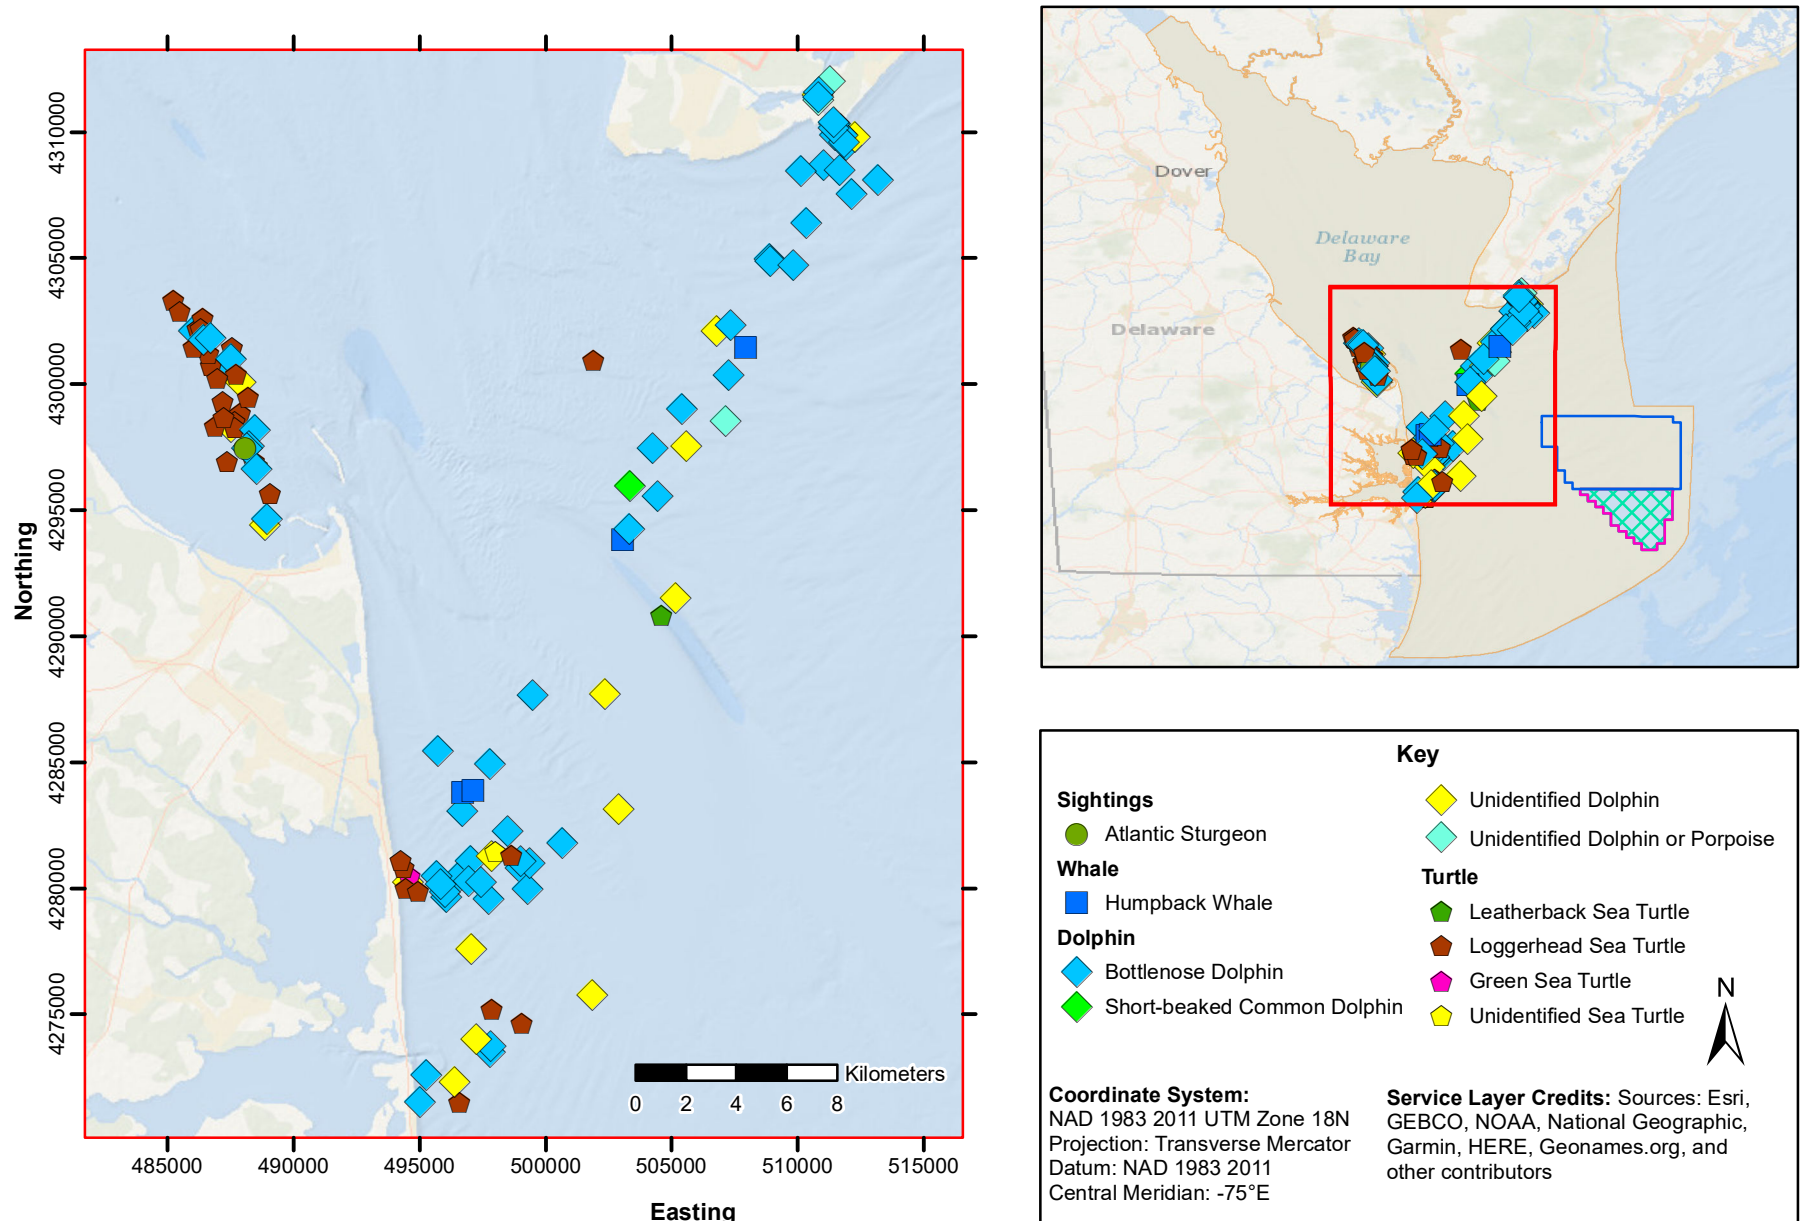 4310000
4305000
4300000
4295000
4290000
4285000
4280000
4275000
Northing
485000 490000 495000 500000 505000 510000 515000
Easting
Kilometers
0 2 4 6 8
Dover
Delaware
Bay
Delaware
Key
Sightings
Atlantic Sturgeon
Whale
Humpback Whale
Dolphin
Bottlenose Dolphin
Short-beaked Common Dolphin
Unidentified Dolphin
Unidentified Dolphin or Porpoise
Turtle
Leatherback Sea Turtle
Loggerhead Sea Turtle
Green Sea Turtle
Unidentified Sea Turtle
N
Coordinate System:
NAD 1983 2011 UTM Zone 18N
Projection: Transverse Mercator
Datum: NAD 1983 2011
Central Meridian: -75°E
Service Layer Credits: Sources: Esri,
GEBCO, NOAA, National Geographic,
Garmin, HERE, Geonames.org, and
other contributors